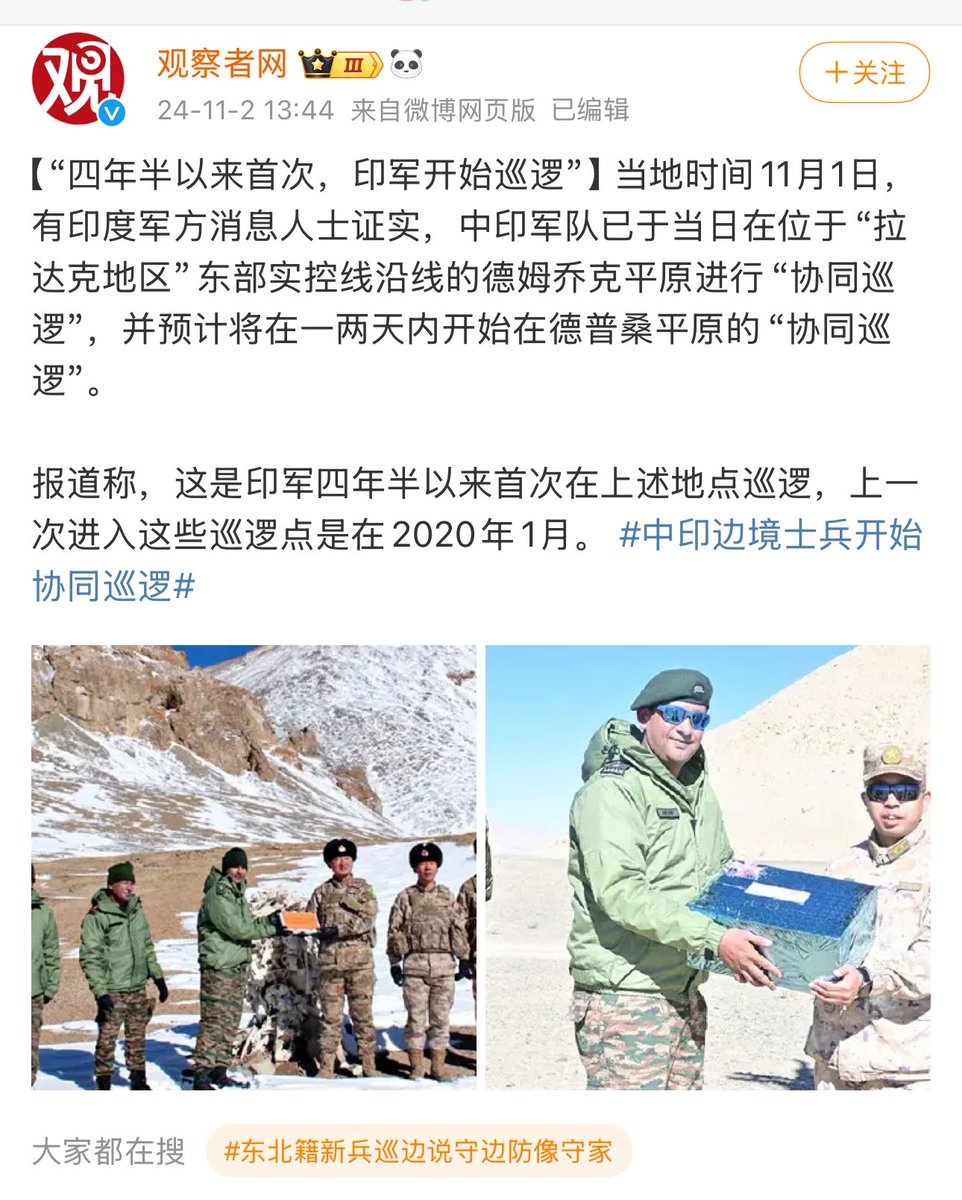 观
观察者网 III
+关注
24-11-2 13:44 来自微博网页版 已编辑
【“四年半以来首次，印军开始巡逻”】当地时间11月1日，
有印度军方消息人士证实，中印军队已于当日在位于“拉
达克地区”东部实控线沿线的德姆乔克平原进行“协同巡
逻”，并预计将在一两天内开始在德普桑平原的“协同巡
逻”。
报道称，这是印军四年半以来首次在上述地点巡逻，上一
次进入这些巡逻点是在2020年1月。 #中印边境士兵开始
协同巡逻#
大家都在搜 #东北籍新兵巡边说守边防像守家